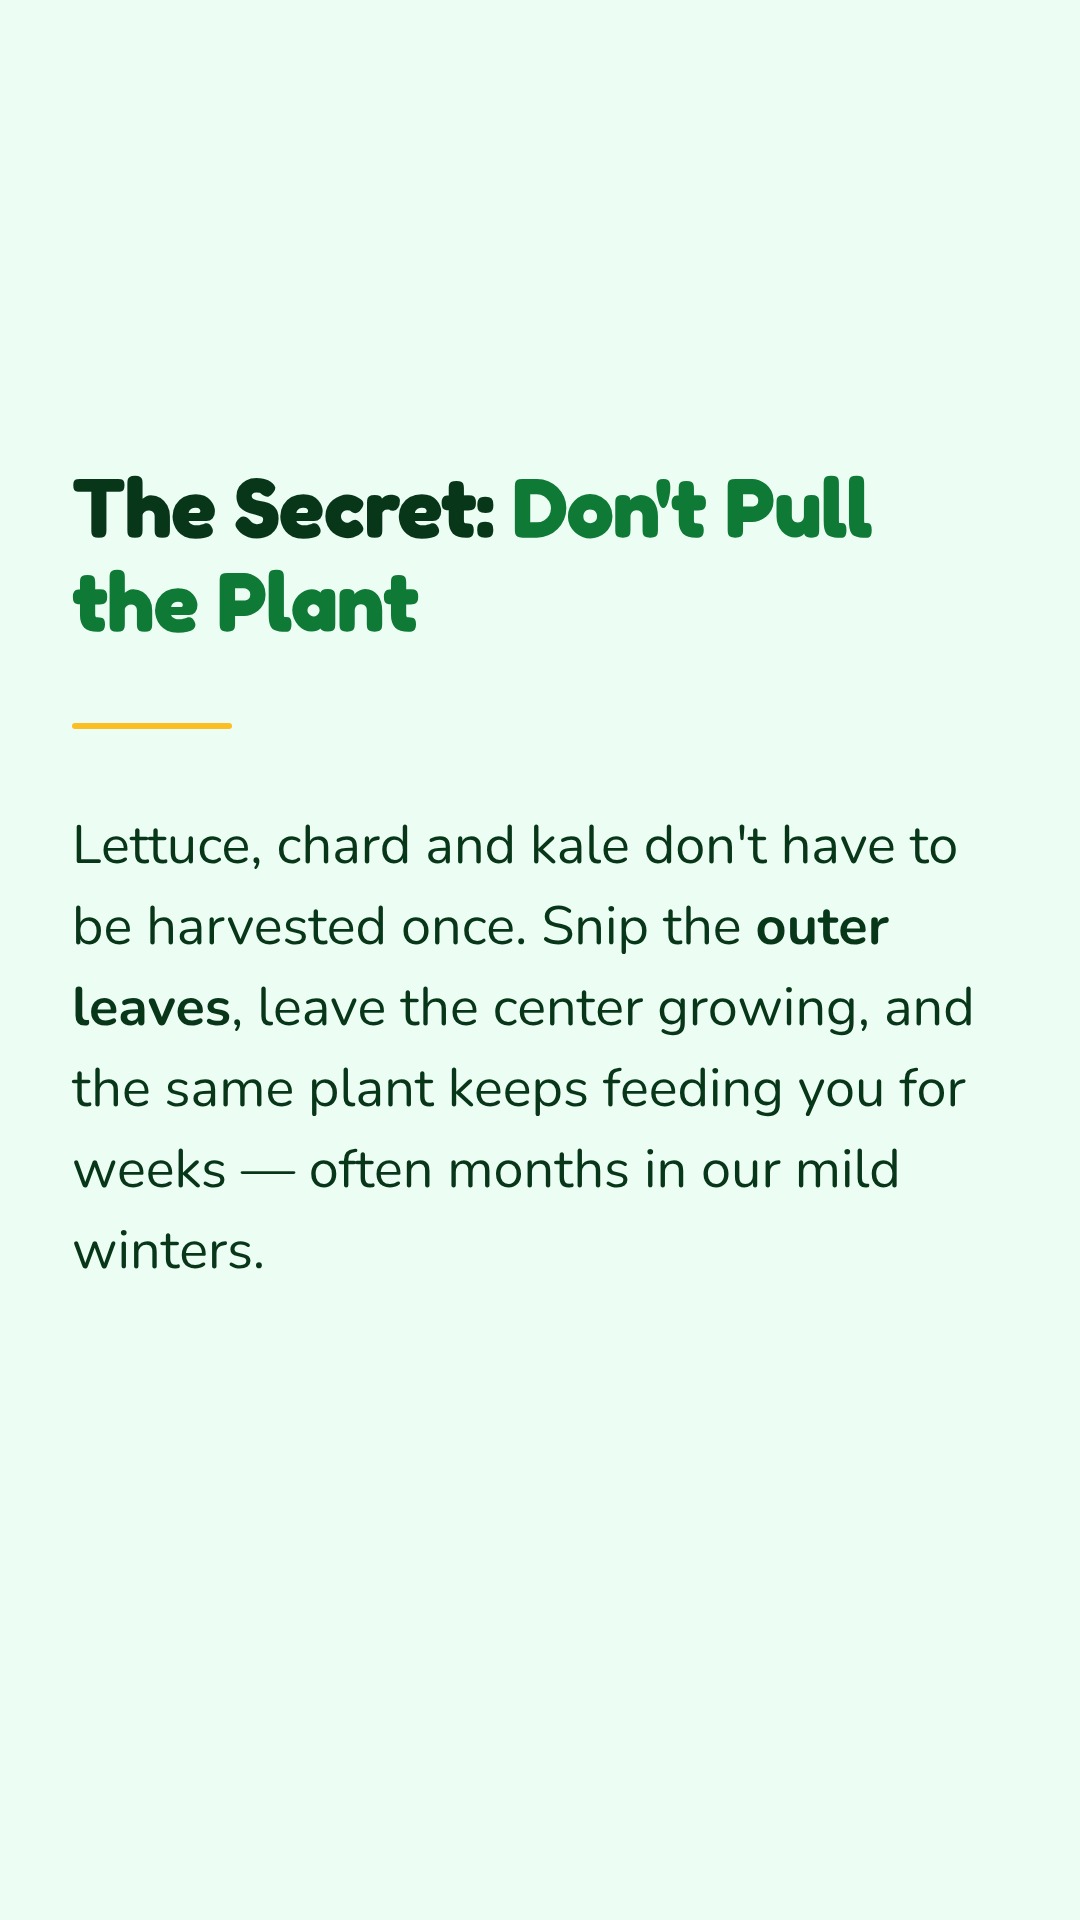 The Secret: Don't Pull
the Plant
Lettuce, chard and kale don't have to
be harvested once. Snip the outer
leaves, leave the center growing, and
the same plant keeps feeding you for
weeks — often months in our mild
winters.